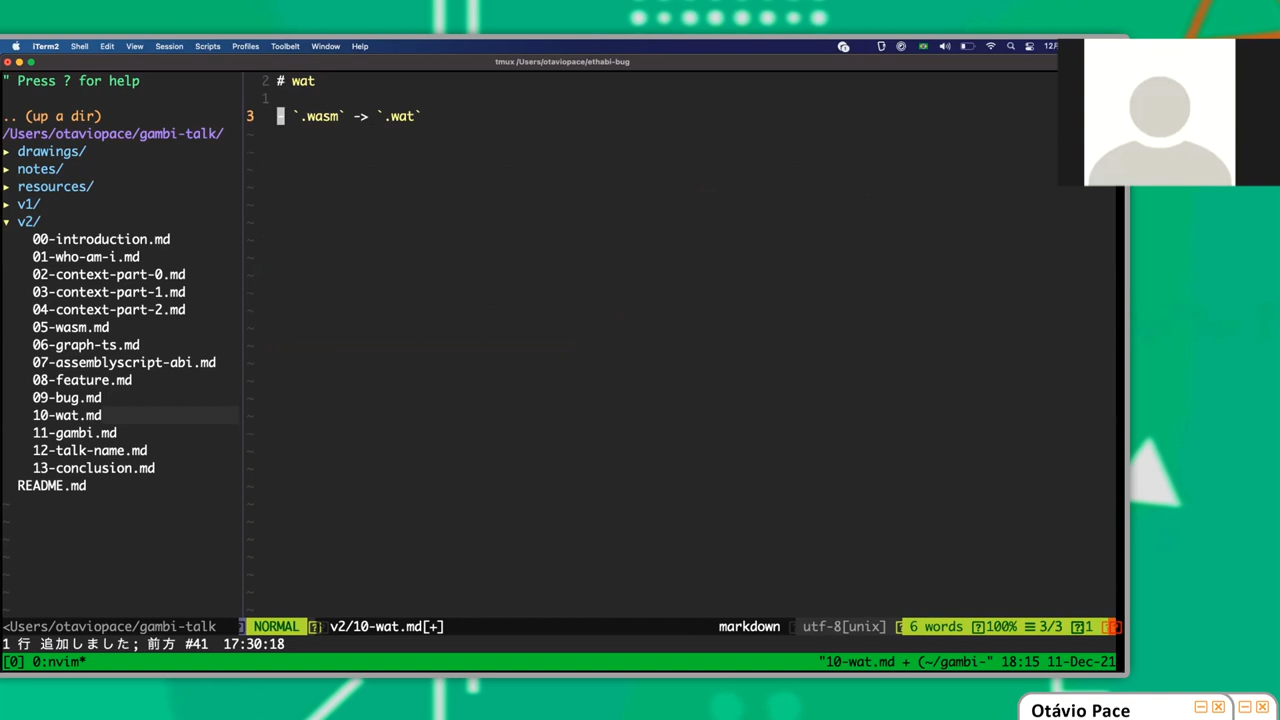 iTerm2 Shell Edit View Session Scripts Profiles Toolbelt Window Help
tmux /Users/otaviopace/ethabi-bug
" Press ? for help
.. (up a dir)
/Users/otaviopace/gambi-talk/
▸ drawings/
▸ notes/
▸ resources/
▸ v1/
▾ v2/
00-introduction.md
01-who-am-i.md
02-context-part-0.md
03-context-part-1.md
04-context-part-2.md
05-wasm.md
06-graph-ts.md
07-assemblyscript-abi.md
08-feature.md
09-bug.md
10-wat.md
11-gambi.md
12-talk-name.md
13-conclusion.md
README.md
2 # wat
1
3 - `.wasm` -> `.wat`
</Users/otaviopace/gambi-talk
NORMAL v2/10-wat.md[+] markdown utf-8[unix] 6 words 100% ☰ 3/3 1
1 行 追加しました; 前方 #41 17:30:18
[0] 0:nvim* "10-wat.md + (~/gambi-" 18:15 11-Dec-21
Otávio Pace